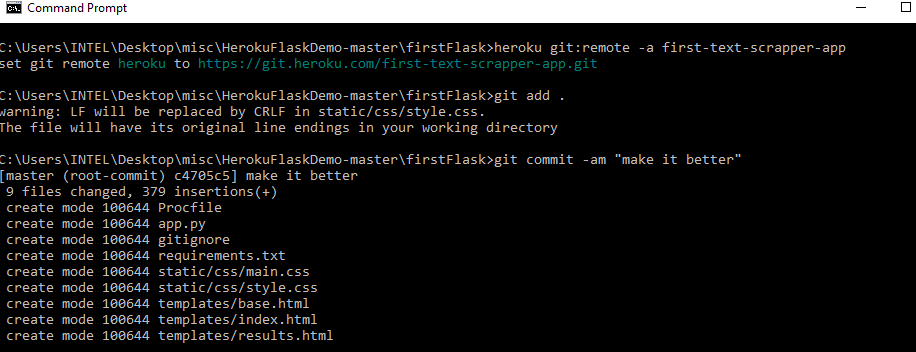 Command Prompt
C:\Users\INTEL\Desktop\misc\HerokuFlaskDemo-master\firstFlask>heroku git:remote -a first-text-scrapper-app
set git remote heroku to https://git.heroku.com/first-text-scrapper-app.git
C:\Users\INTEL\Desktop\misc\HerokuFlaskDemo-master\firstFlask>git add .
warning: LF will be replaced by CRLF in static/css/style.css.
The file will have its original line endings in your working directory
C:\Users\INTEL\Desktop\misc\HerokuFlaskDemo-master\firstFlask>git commit -am "make it better"
[master (root-commit) c4705c5] make it better
 9 files changed, 379 insertions(+)
 create mode 100644 Procfile
 create mode 100644 app.py
 create mode 100644 gitignore
 create mode 100644 requirements.txt
 create mode 100644 static/css/main.css
 create mode 100644 static/css/style.css
 create mode 100644 templates/base.html
 create mode 100644 templates/index.html
 create mode 100644 templates/results.html